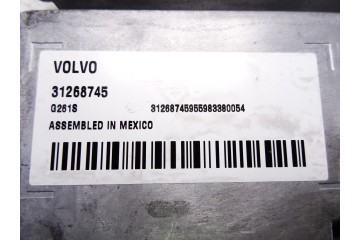 VOLVO
31268745
G261S 31268745955983380054
ASSEMBLED IN MEXICO